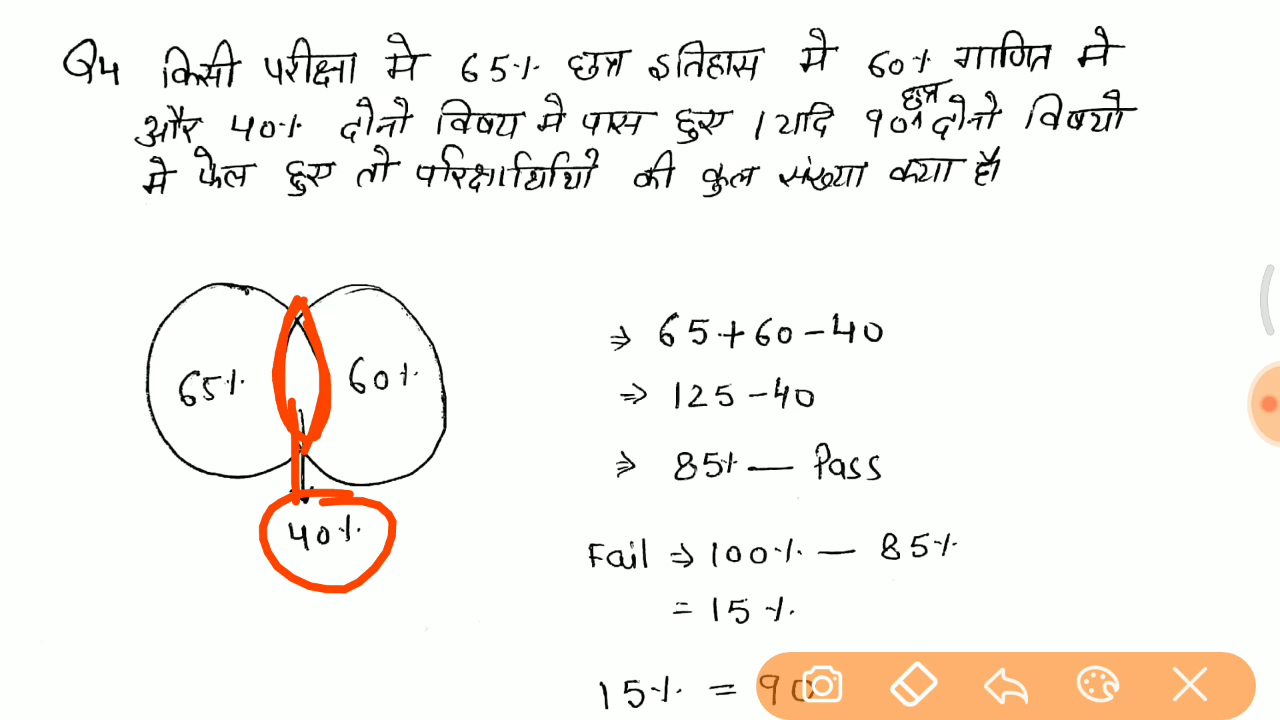 Q4 किसी परीक्षा मे 65% छात्र इतिहास मे 60% गाणित मे
और 40% दोनो विषय मे पास हुए । यदि 90 छात्र दोनो विषयो
मे फेल हुए तो परिक्षार्थियो की कुल संख्या क्या है।
65%
60%
40%
⇒ 65+60-40
⇒ 125-40
⇒ 85% — Pass
Fail ⇒ 100% — 85%
= 15%
15% = 90